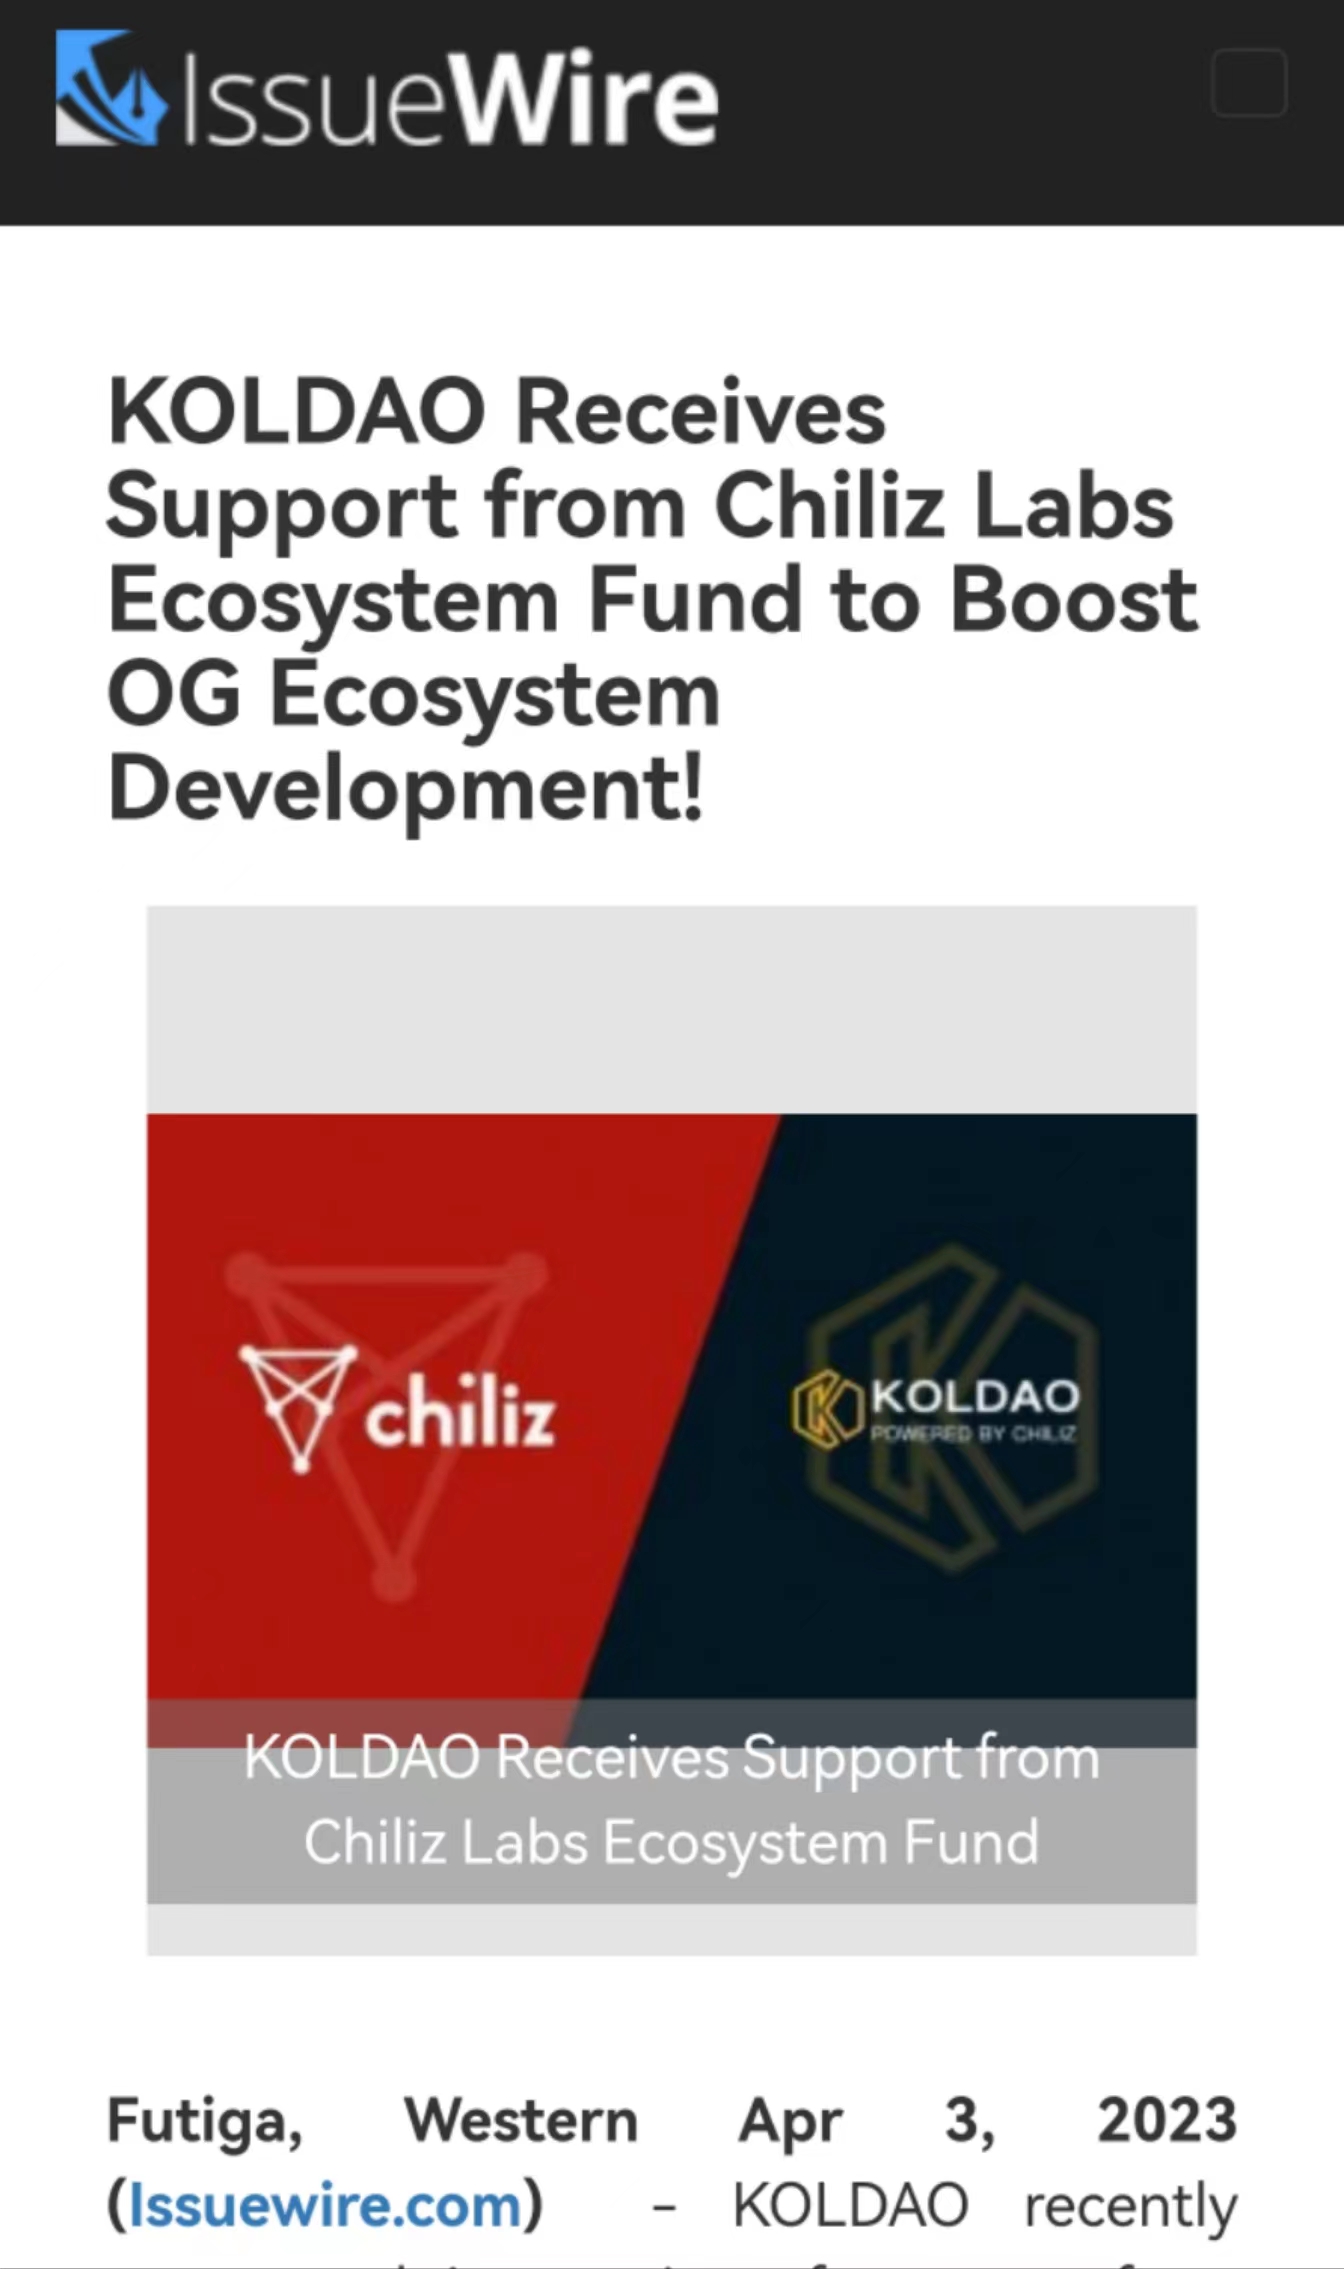 IssueWire
KOLDAO Receives
Support from Chiliz Labs
Ecosystem Fund to Boost
OG Ecosystem
Development!
chiliz
KOLDAO
POWERED BY CHILIZ
KOLDAO Receives Support from
Chiliz Labs Ecosystem Fund
Futiga, Western Apr 3, 2023
(Issuewire.com) – KOLDAO recently